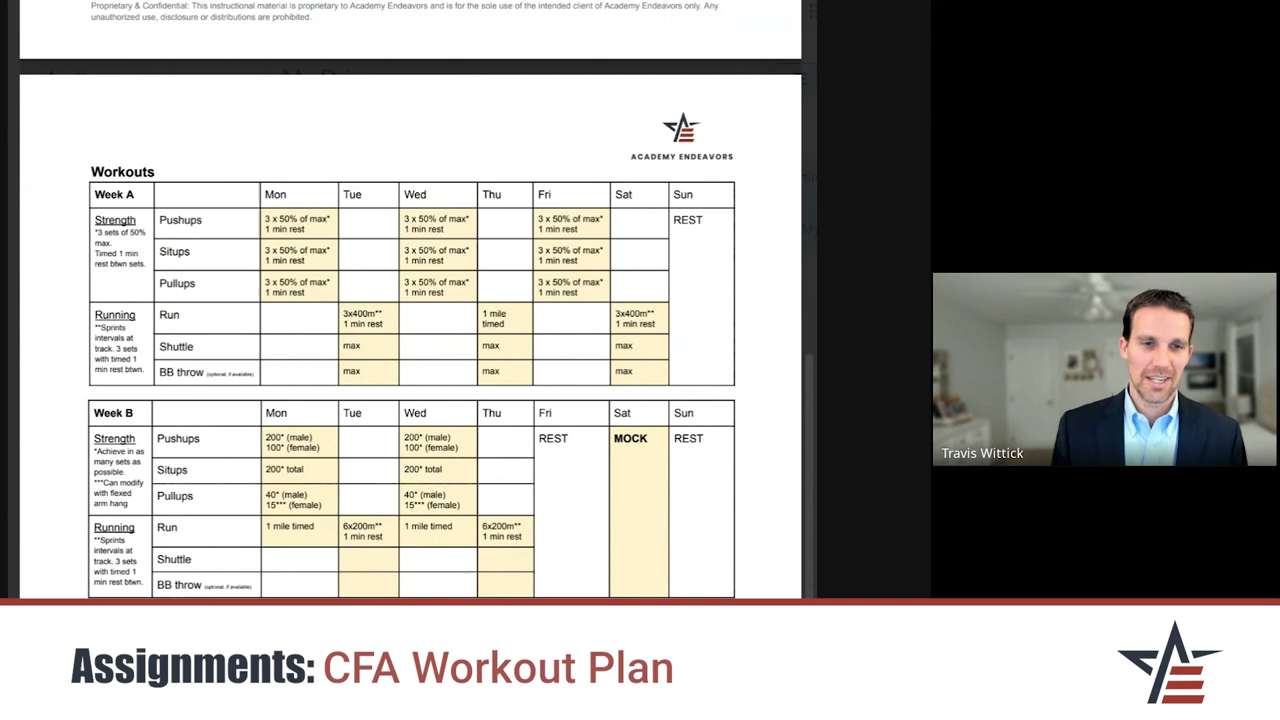 Proprietary & Confidential: This instructional material is proprietary to Academy Endeavors and is for the sole use of the intended client of Academy Endeavors only. Any
unauthorized use, disclosure or distributions are prohibited.
ACADEMY ENDEAVORS
Workouts
Week A Mon Tue Wed Thu Fri Sat Sun
Strength
*3 sets of 50%
max.
Timed 1 min
rest btwn sets.
Pushups
3 x 50% of max*
1 min rest
3 x 50% of max*
1 min rest
3 x 50% of max*
1 min rest
REST
Situps
3 x 50% of max*
1 min rest
3 x 50% of max*
1 min rest
3 x 50% of max*
1 min rest
Pullups
3 x 50% of max*
1 min rest
3 x 50% of max*
1 min rest
3 x 50% of max*
1 min rest
Running
**Sprints
intervals at
track. 3 sets
with timed 1
min rest btwn.
Run
3x400m**
1 min rest
1 mile
timed
3x400m**
1 min rest
Shuttle max max max
BB throw (optional, if available) max max max
Week B Mon Tue Wed Thu Fri Sat Sun
Strength
*Achieve in as
many sets as
possible.
***Can modify
with flexed
arm hang
Pushups
200* (male)
100* (female)
200* (male)
100* (female)
REST
MOCK
REST
Situps 200* total 200* total
Pullups
40* (male)
15*** (female)
40* (male)
15*** (female)
Running
**Sprints
intervals at
track. 3 sets
with timed 1
min rest btwn.
Run
1 mile timed
6x200m**
1 min rest
1 mile timed
6x200m**
1 min rest
Shuttle
BB throw (optional, if available)
Travis Wittick
Assignments: CFA Workout Plan